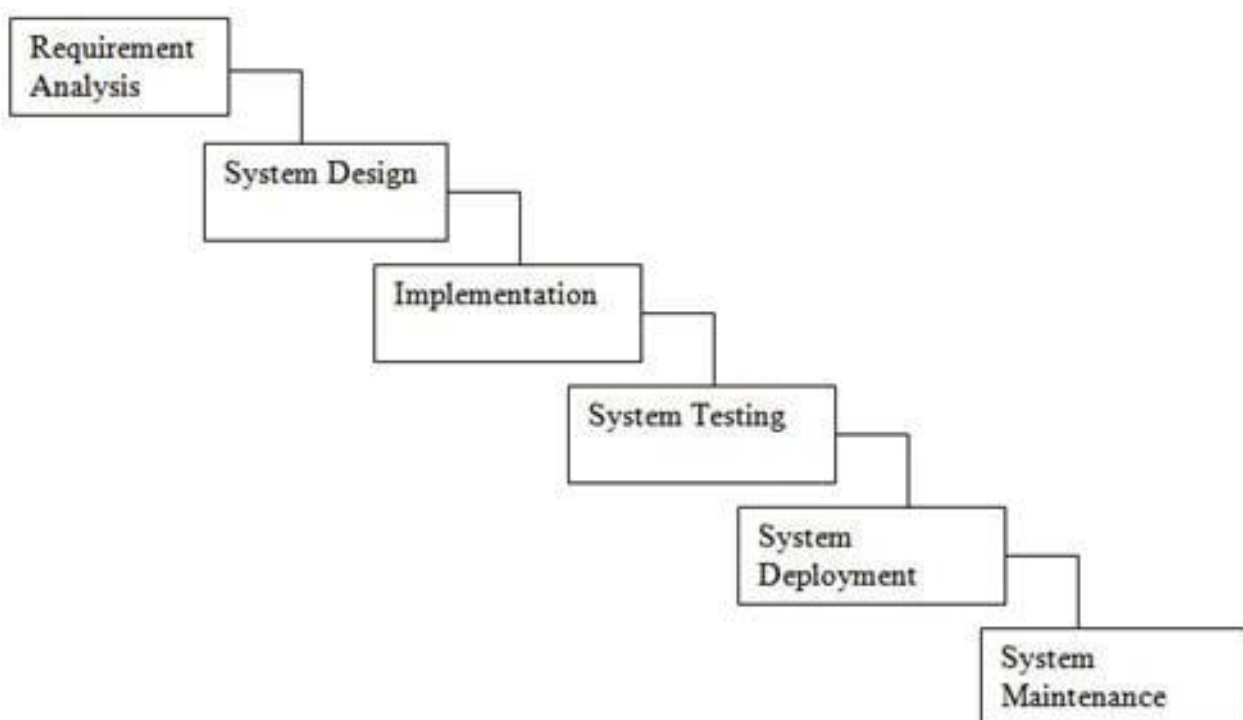 Requirement
Analysis
System Design
Implementation
System Testing
System
Deployment
System
Maintenance